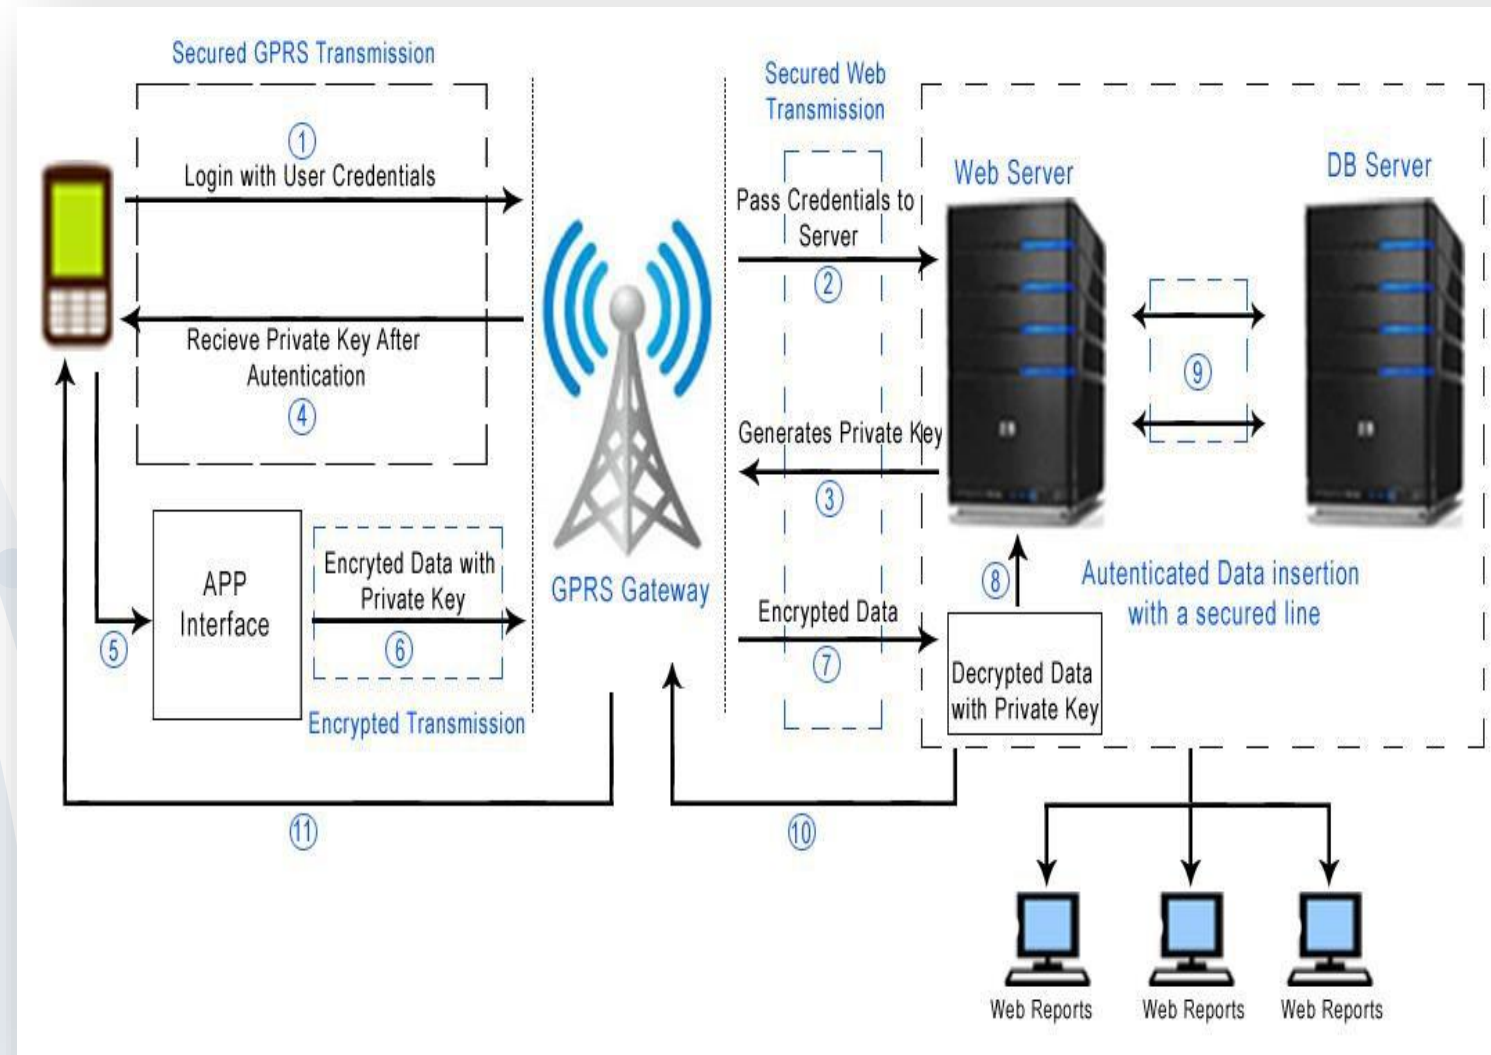 Secured GPRS Transmission
1
Login with User Credentials
Recieve Private Key After
Autentication
4
Secured Web
Transmission
Pass Credentials to
Server
2
Generates Private Key
3
Web Server
DB Server
9
APP
Interface
5
Encryted Data with
Private Key
6
Encrypted Transmission
GPRS Gateway
Encrypted Data
7
8
Autenticated Data insertion
with a secured line
Decrypted Data
with Private Key
11
10
Web Reports
Web Reports
Web Reports